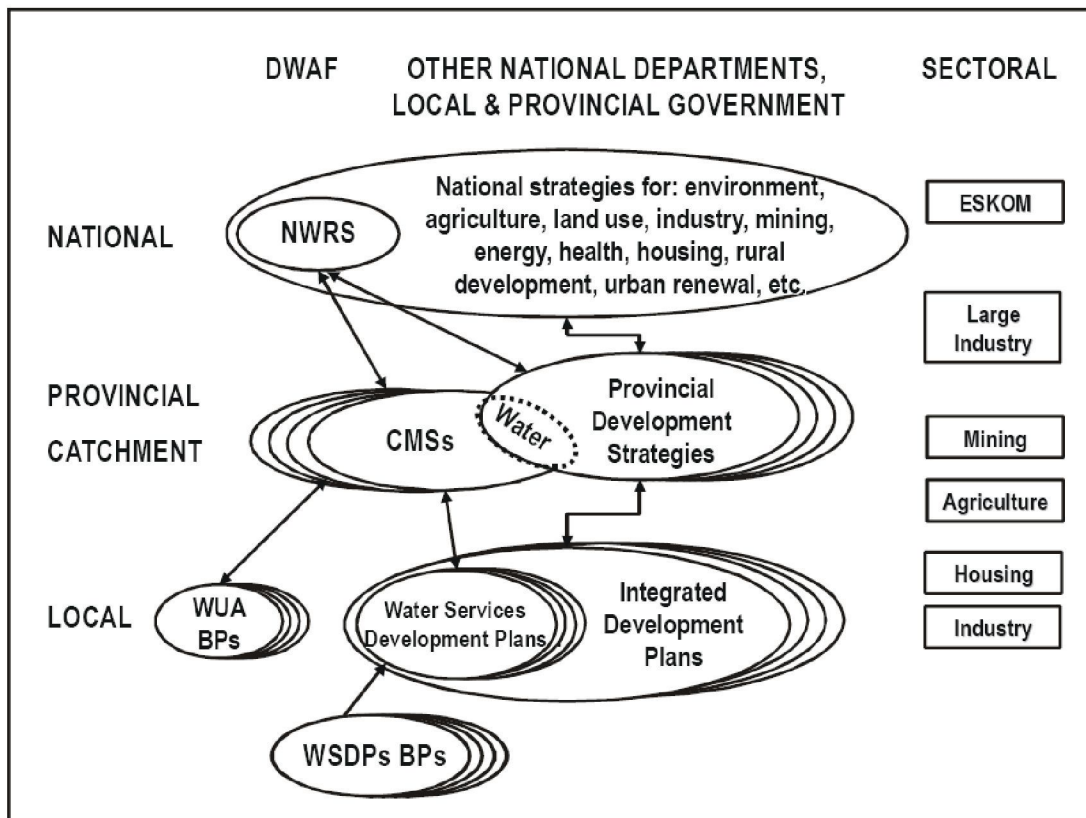 DWAF
OTHER NATIONAL DEPARTMENTS,
LOCAL & PROVINCIAL GOVERNMENT
SECTORAL
NATIONAL
NWRS
National strategies for: environment,
agriculture, land use, industry, mining,
energy, health, housing, rural
development, urban renewal, etc.
ESKOM
Large
Industry
PROVINCIAL
CATCHMENT
CMSs
Water
Provincial
Development
Strategies
Mining
Agriculture
LOCAL
WUA
BPs
Water Services
Development Plans
Integrated
Development
Plans
Housing
Industry
WSDPs BPs